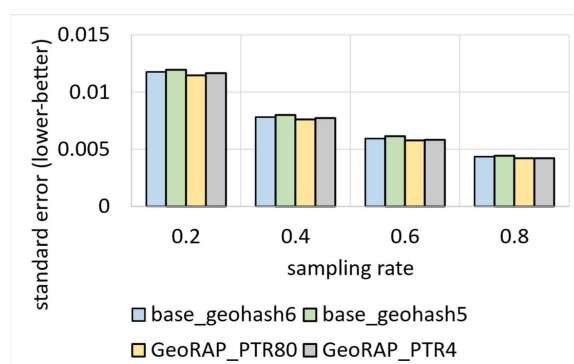 0.015
0.01
0.005
0
standard error (lower-better)
0.2 0.4 0.6 0.8
sampling rate
base_geohash6 base_geohash5
GeoRAP_PTR80 GeoRAP_PTR4